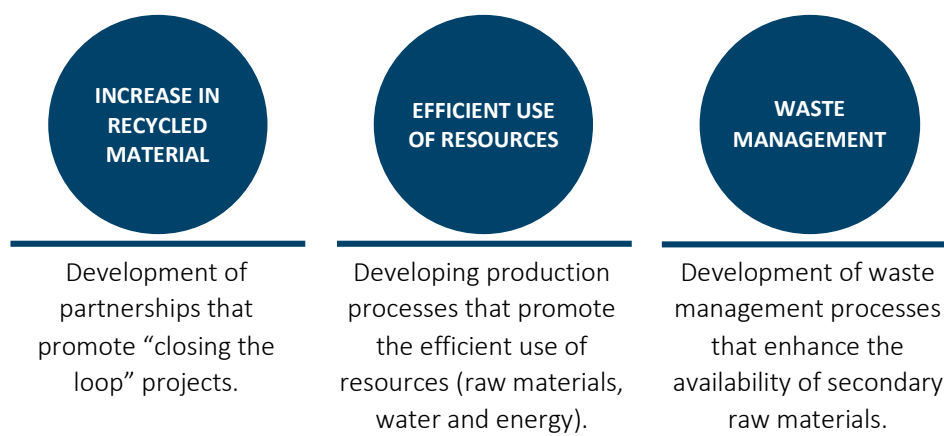 INCREASE IN
RECYCLED
MATERIAL
Development of
partnerships that
promote “closing the
loop” projects.
EFFICIENT USE
OF RESOURCES
Developing production
processes that promote
the efficient use of
resources (raw materials,
water and energy).
WASTE
MANAGEMENT
Development of waste
management processes
that enhance the
availability of secondary
raw materials.